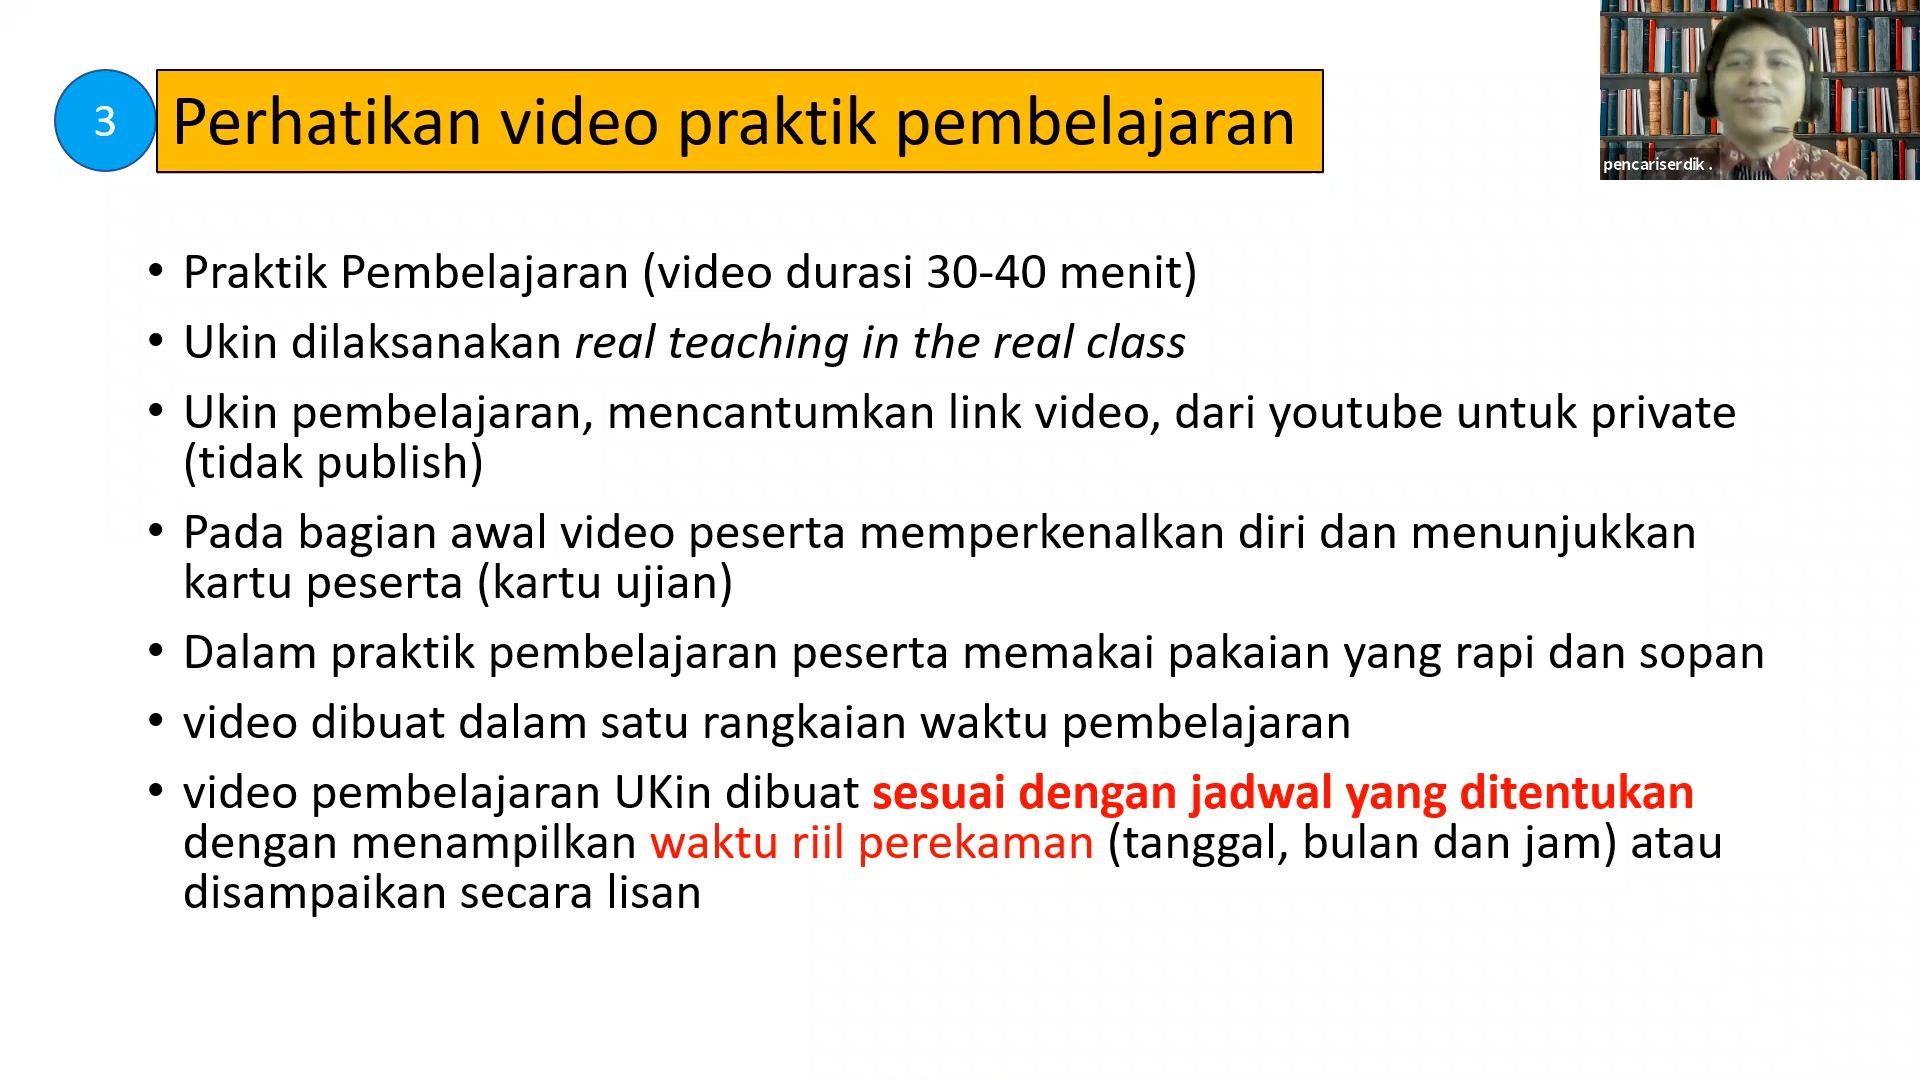 3
Perhatikan video praktik pembelajaran
pencariserdik .
• Praktik Pembelajaran (video durasi 30-40 menit)
• Ukin dilaksanakan real teaching in the real class
• Ukin pembelajaran, mencantumkan link video, dari youtube untuk private
(tidak publish)
• Pada bagian awal video peserta memperkenalkan diri dan menunjukkan
kartu peserta (kartu ujian)
• Dalam praktik pembelajaran peserta memakai pakaian yang rapi dan sopan
• video dibuat dalam satu rangkaian waktu pembelajaran
• video pembelajaran UKin dibuat sesuai dengan jadwal yang ditentukan
dengan menampilkan waktu riil perekaman (tanggal, bulan dan jam) atau
disampaikan secara lisan